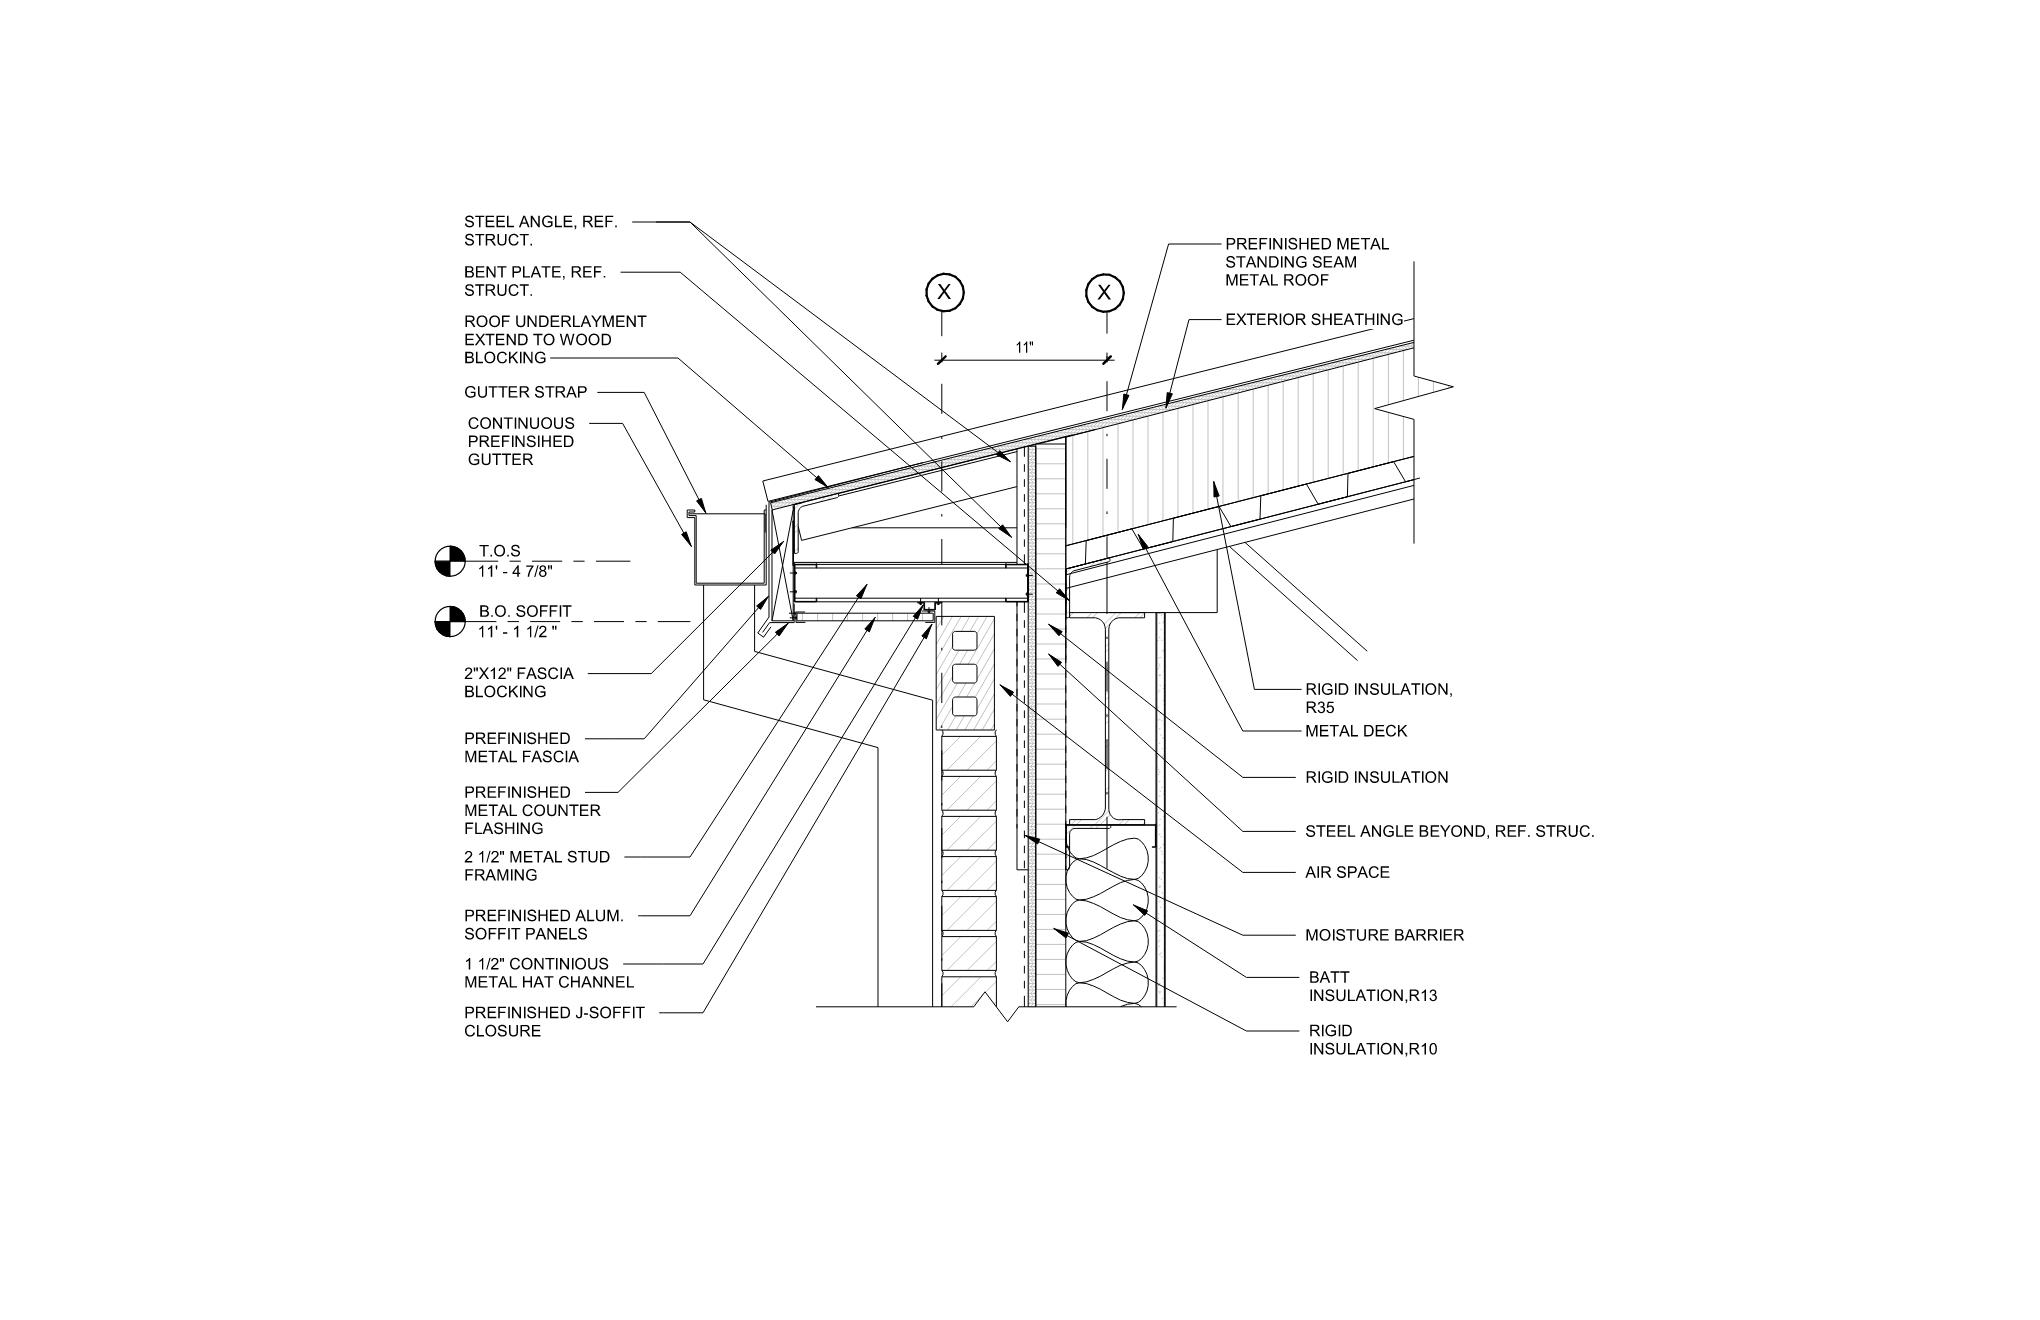 STEEL ANGLE, REF.
STRUCT.
BENT PLATE, REF.
STRUCT.
ROOF UNDERLAYMENT
EXTEND TO WOOD
BLOCKING
GUTTER STRAP
CONTINUOUS
PREFINSIHED
GUTTER
T.O.S
11' - 4 7/8"
B.O. SOFFIT
11' - 1 1/2 "
2"X12" FASCIA
BLOCKING
PREFINISHED
METAL FASCIA
PREFINISHED
METAL COUNTER
FLASHING
2 1/2" METAL STUD
FRAMING
PREFINISHED ALUM.
SOFFIT PANELS
1 1/2" CONTINIOUS
METAL HAT CHANNEL
PREFINISHED J-SOFFIT
CLOSURE
X
X
11"
PREFINISHED METAL
STANDING SEAM
METAL ROOF
EXTERIOR SHEATHING
RIGID INSULATION,
R35
METAL DECK
RIGID INSULATION
STEEL ANGLE BEYOND, REF. STRUC.
AIR SPACE
MOISTURE BARRIER
BATT
INSULATION,R13
RIGID
INSULATION,R10